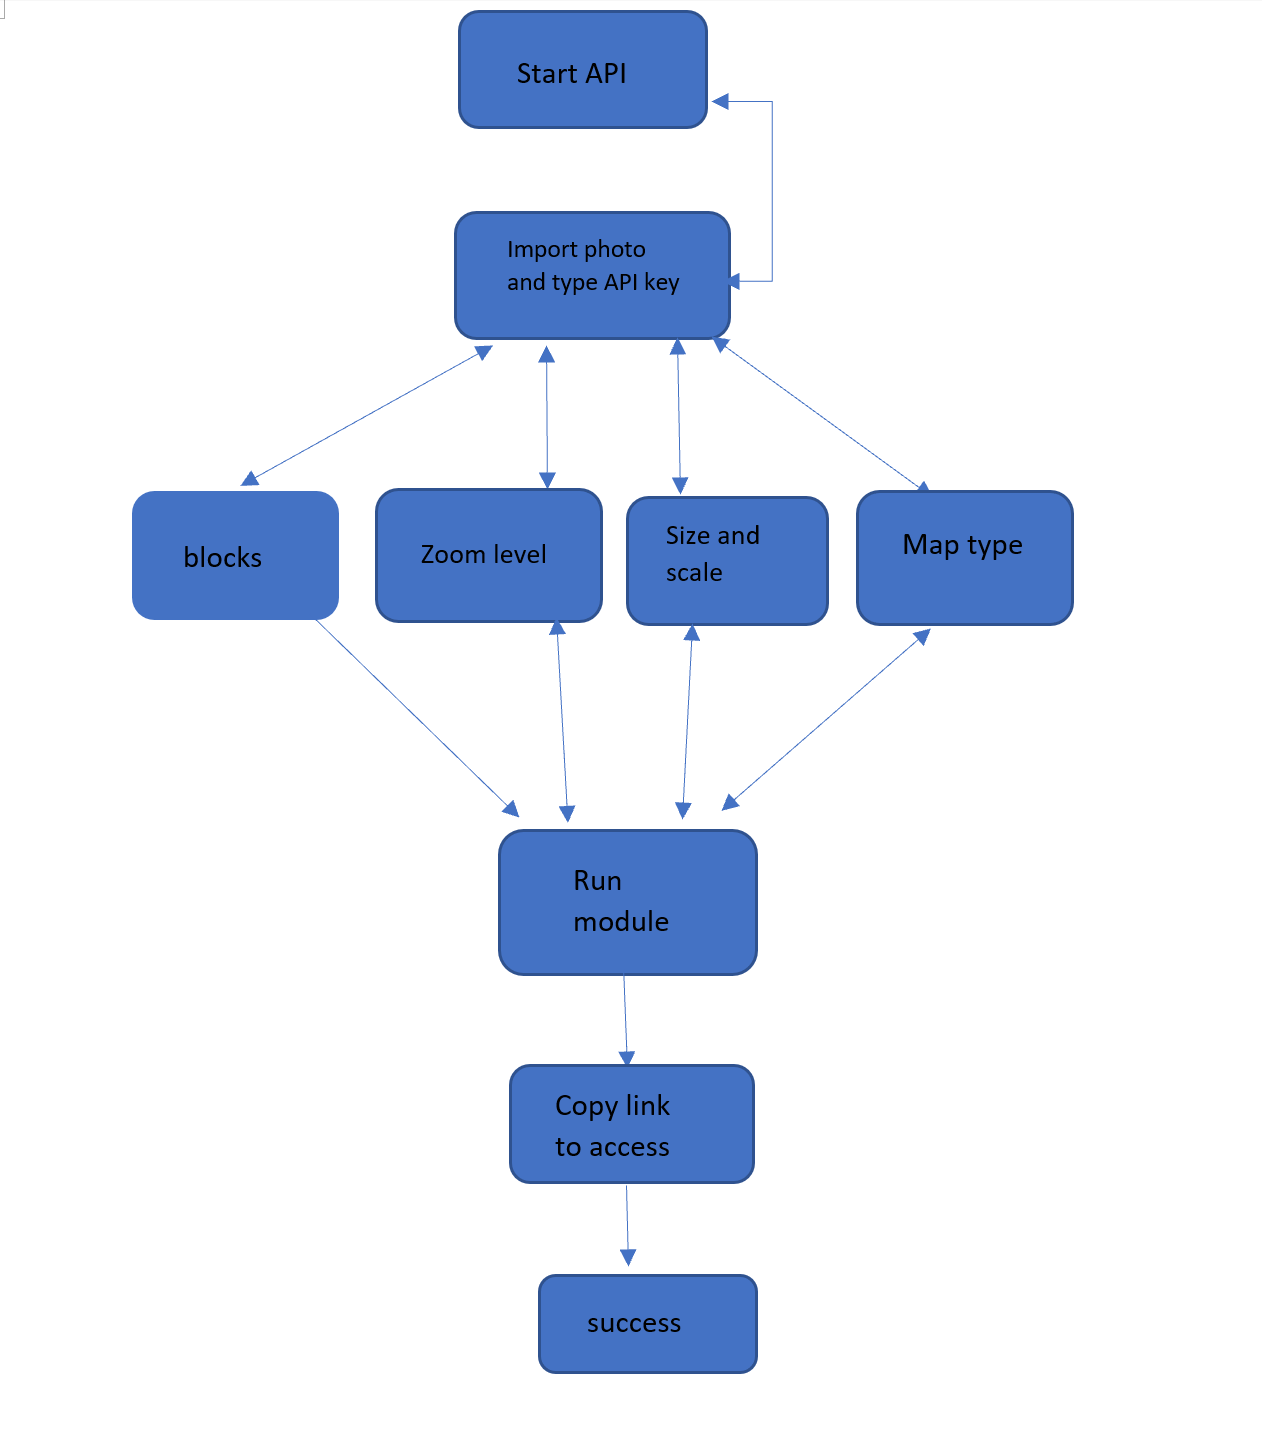 Start API
Import photo
and type API key
blocks
Zoom level
Size and
scale
Map type
Run
module
Copy link
to access
success